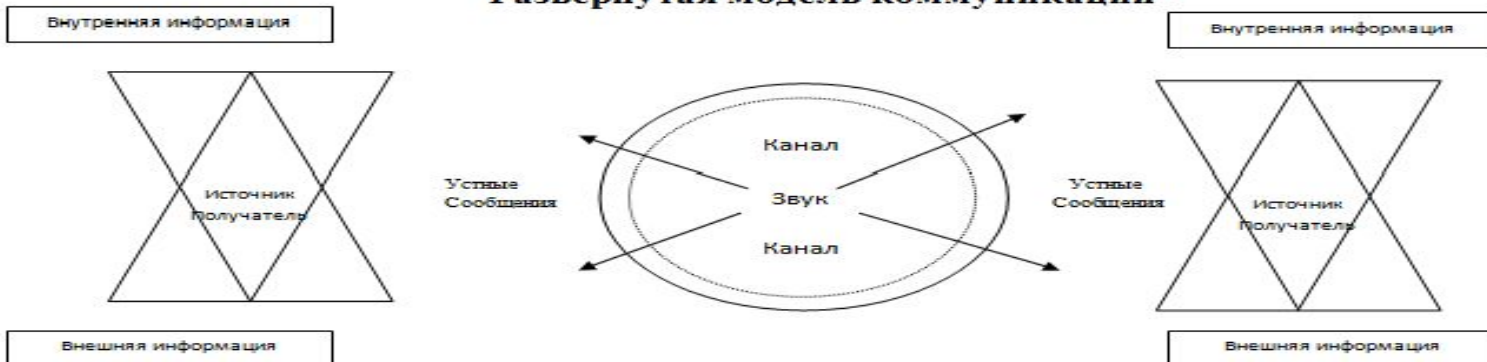 Развернутая модель коммуникации
Внутренняя информация
Внутренняя информация
Канал
Устные
Сообщения
Звук
Устные
Сообщения
Источник
Получатель
Источник
Получатель
Канал
Внешняя информация
Внешняя информация